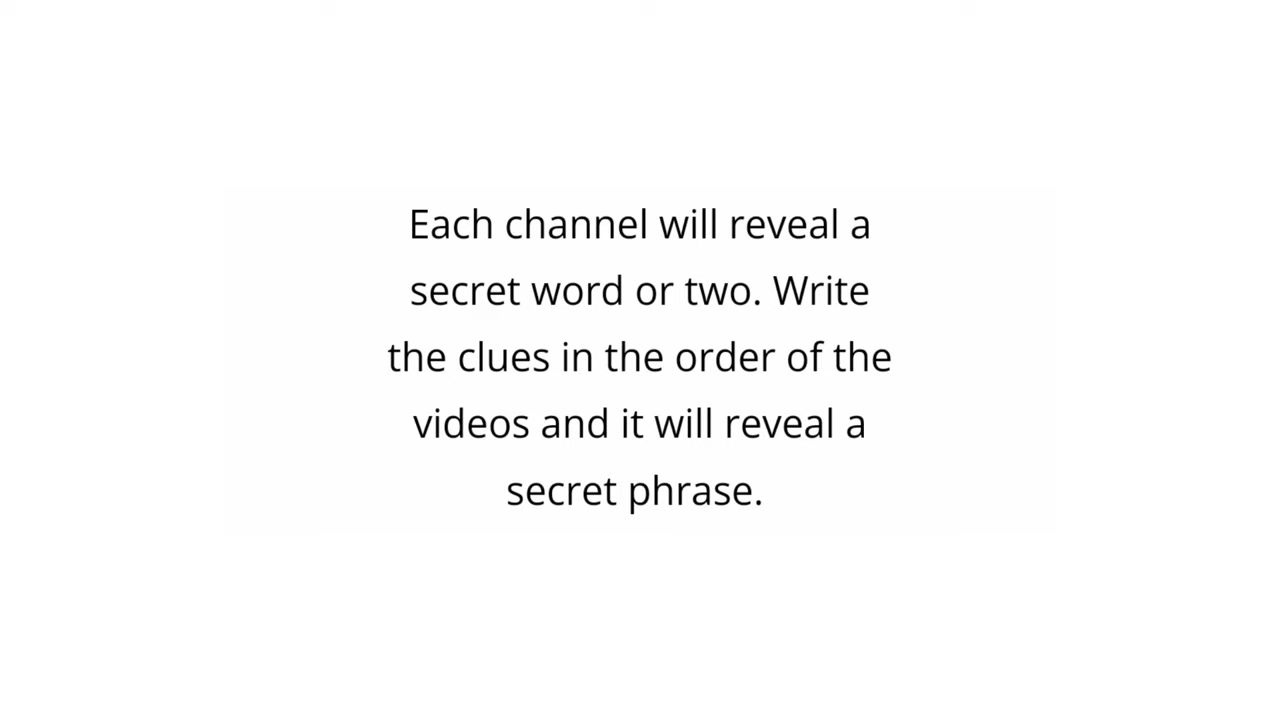 Each channel will reveal a
secret word or two. Write
the clues in the order of the
videos and it will reveal a
secret phrase.